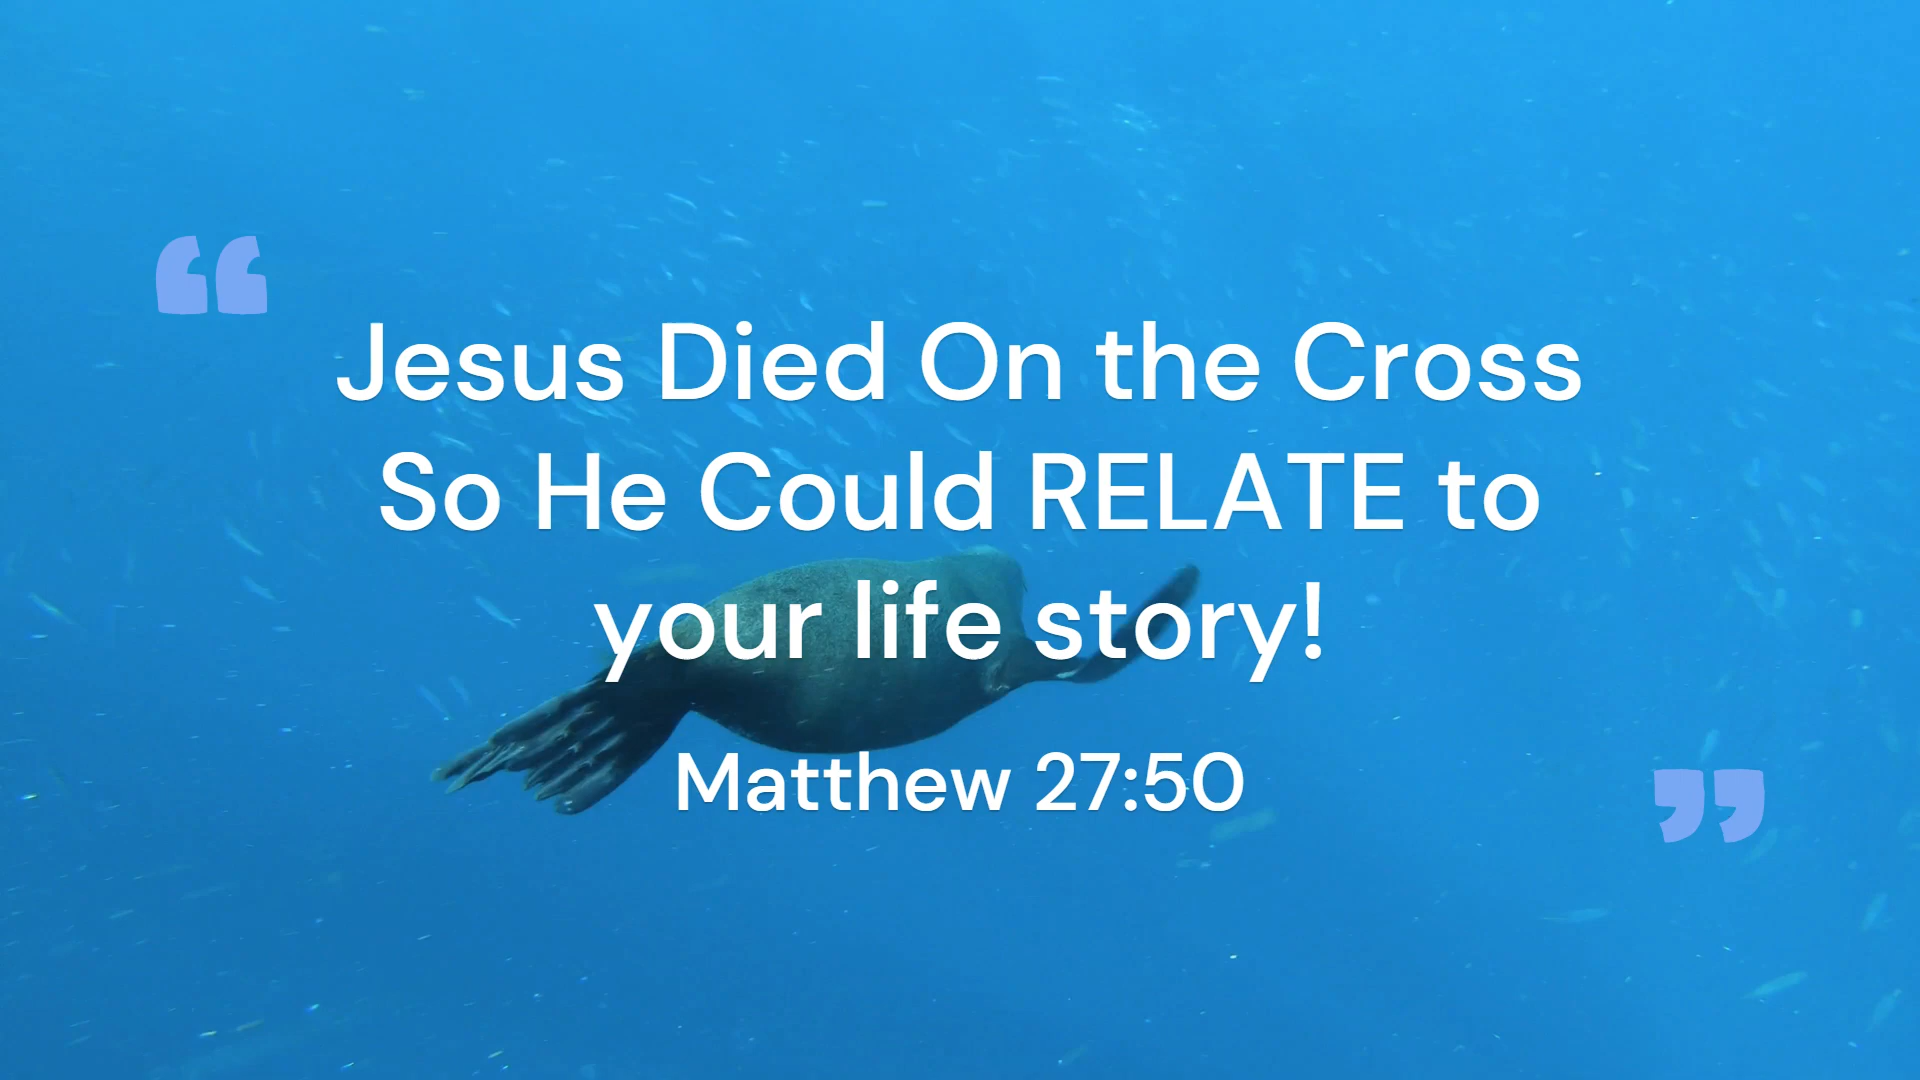 “
Jesus Died On the Cross
So He Could RELATE to
your life story!
Matthew 27:50
”